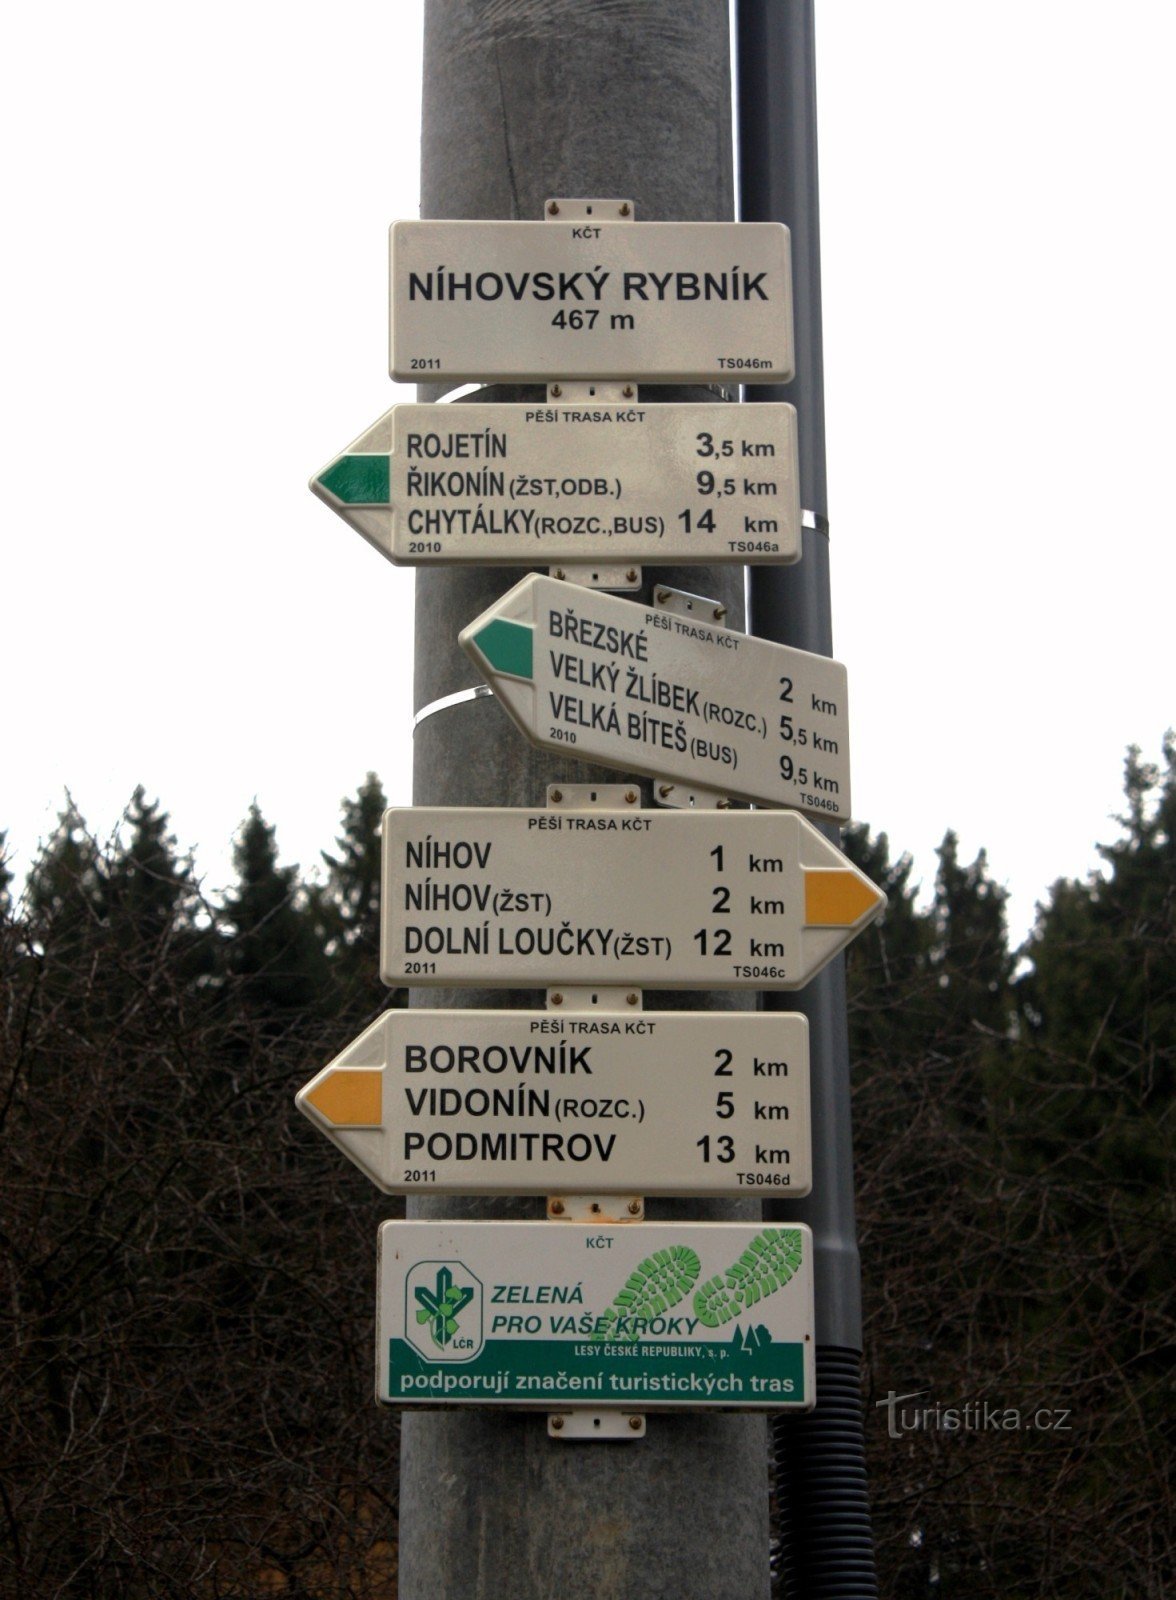 KČT
NÍHOVSKÝ RYBNÍK
467 m
2011 TS046m
PĚŠÍ TRASA KČT
ROJETÍN 3,5 km
ŘIKONÍN (ŽST,ODB.) 9,5 km
CHYTÁLKY(ROZC.,BUS) 14 km
2010 TS046a
PĚŠÍ TRASA KČT
BŘEZSKÉ 2 km
VELKÝ ŽLÍBEK (ROZC.) 5,5 km
VELKÁ BÍTEŠ (BUS) 9,5 km
2010 TS046b
PĚŠÍ TRASA KČT
NÍHOV 1 km
NÍHOV(ŽST) 2 km
DOLNÍ LOUČKY(ŽST) 12 km
2011 TS046c
PĚŠÍ TRASA KČT
BOROVNÍK 2 km
VIDONÍN (ROZC.) 5 km
PODMITROV 13 km
2011 TS046d
KČT
ZELENÁ
PRO VAŠE KROKY
LČR
LESY ČESKÉ REPUBLIKY, s. p.
podporují značení turistických tras
Turistika.cz